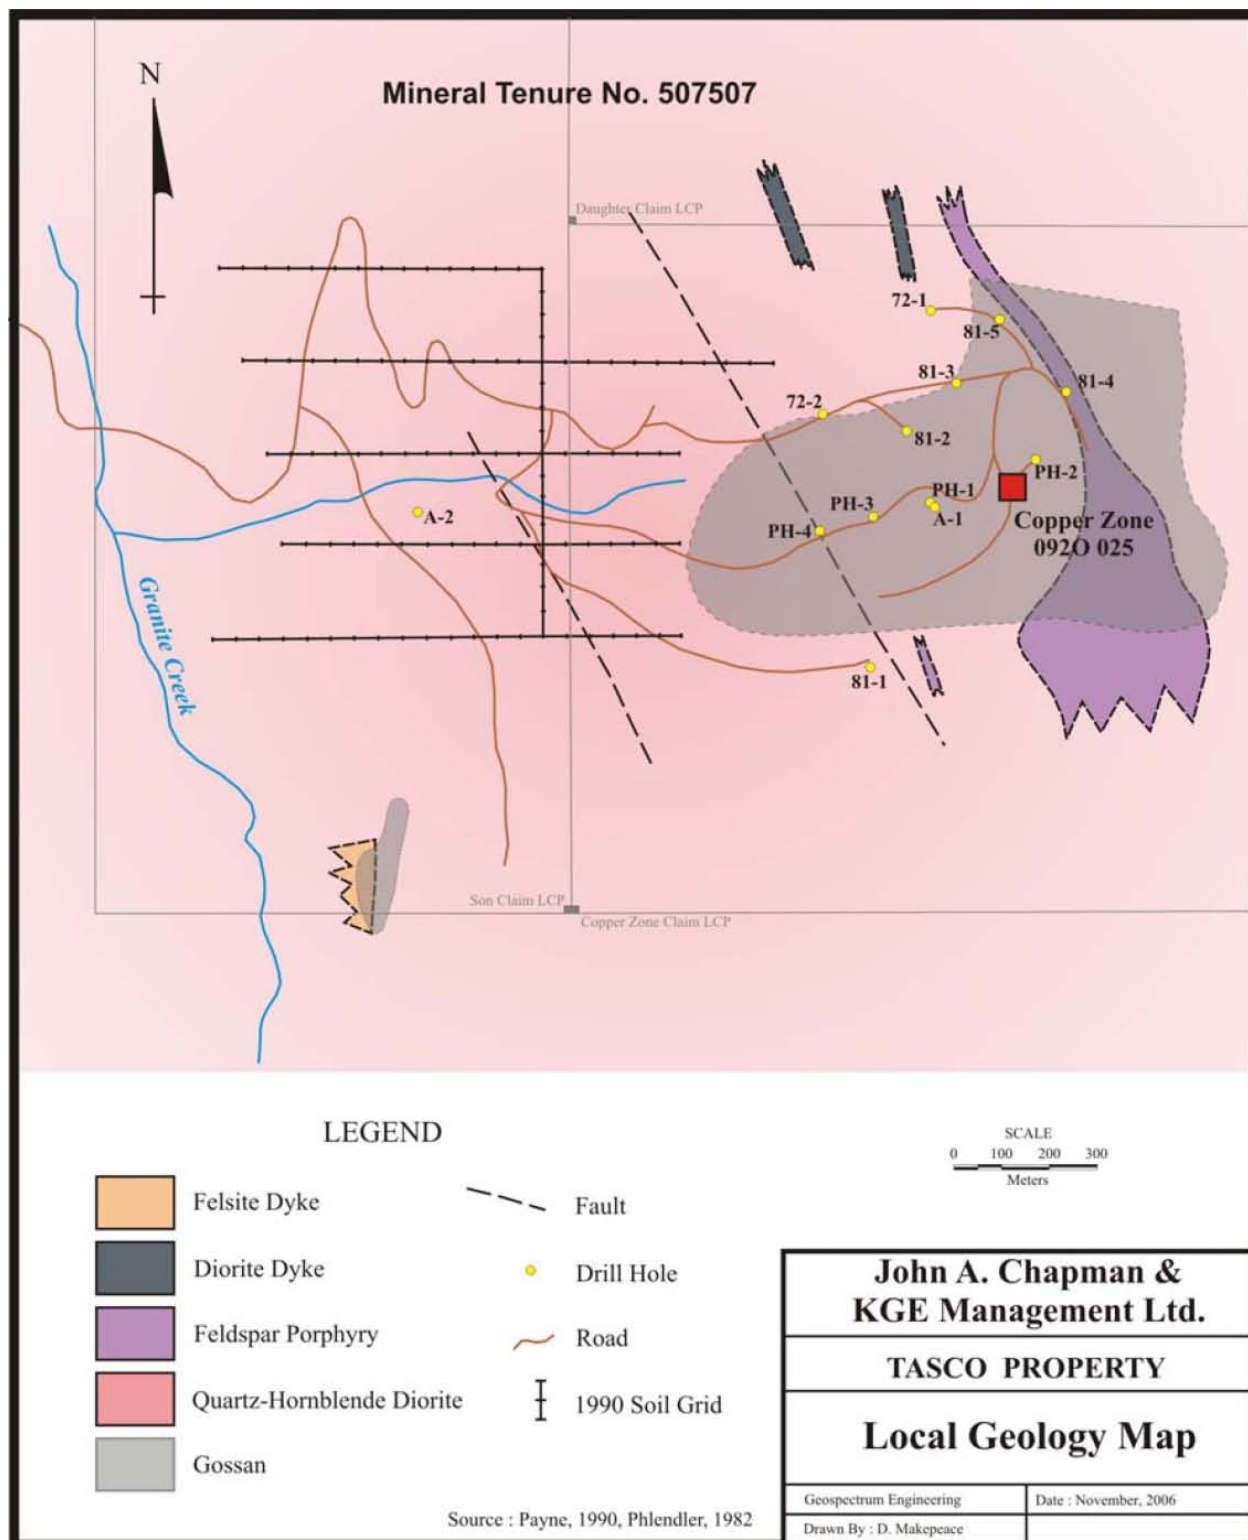 N
Mineral Tenure No. 507507
Daughter Claim LCP
72-1
81-5
81-3
81-4
72-2
81-2
PH-2
PH-1
PH-3
A-1
A-2
PH-4
Copper Zone
092O 025
Granite Creek
81-1
Son Claim LCP
Copper Zone Claim LCP
LEGEND
Felsite Dyke
Diorite Dyke
Feldspar Porphyry
Quartz-Hornblende Diorite
Gossan
Fault
Drill Hole
Road
1990 Soil Grid
SCALE
0 100 200 300
Meters
Source : Payne, 1990, Phlendler, 1982
John A. Chapman &
KGE Management Ltd.
TASCO PROPERTY
Local Geology Map
Geospectrum Engineering
Date : November, 2006
Drawn By : D. Makepeace